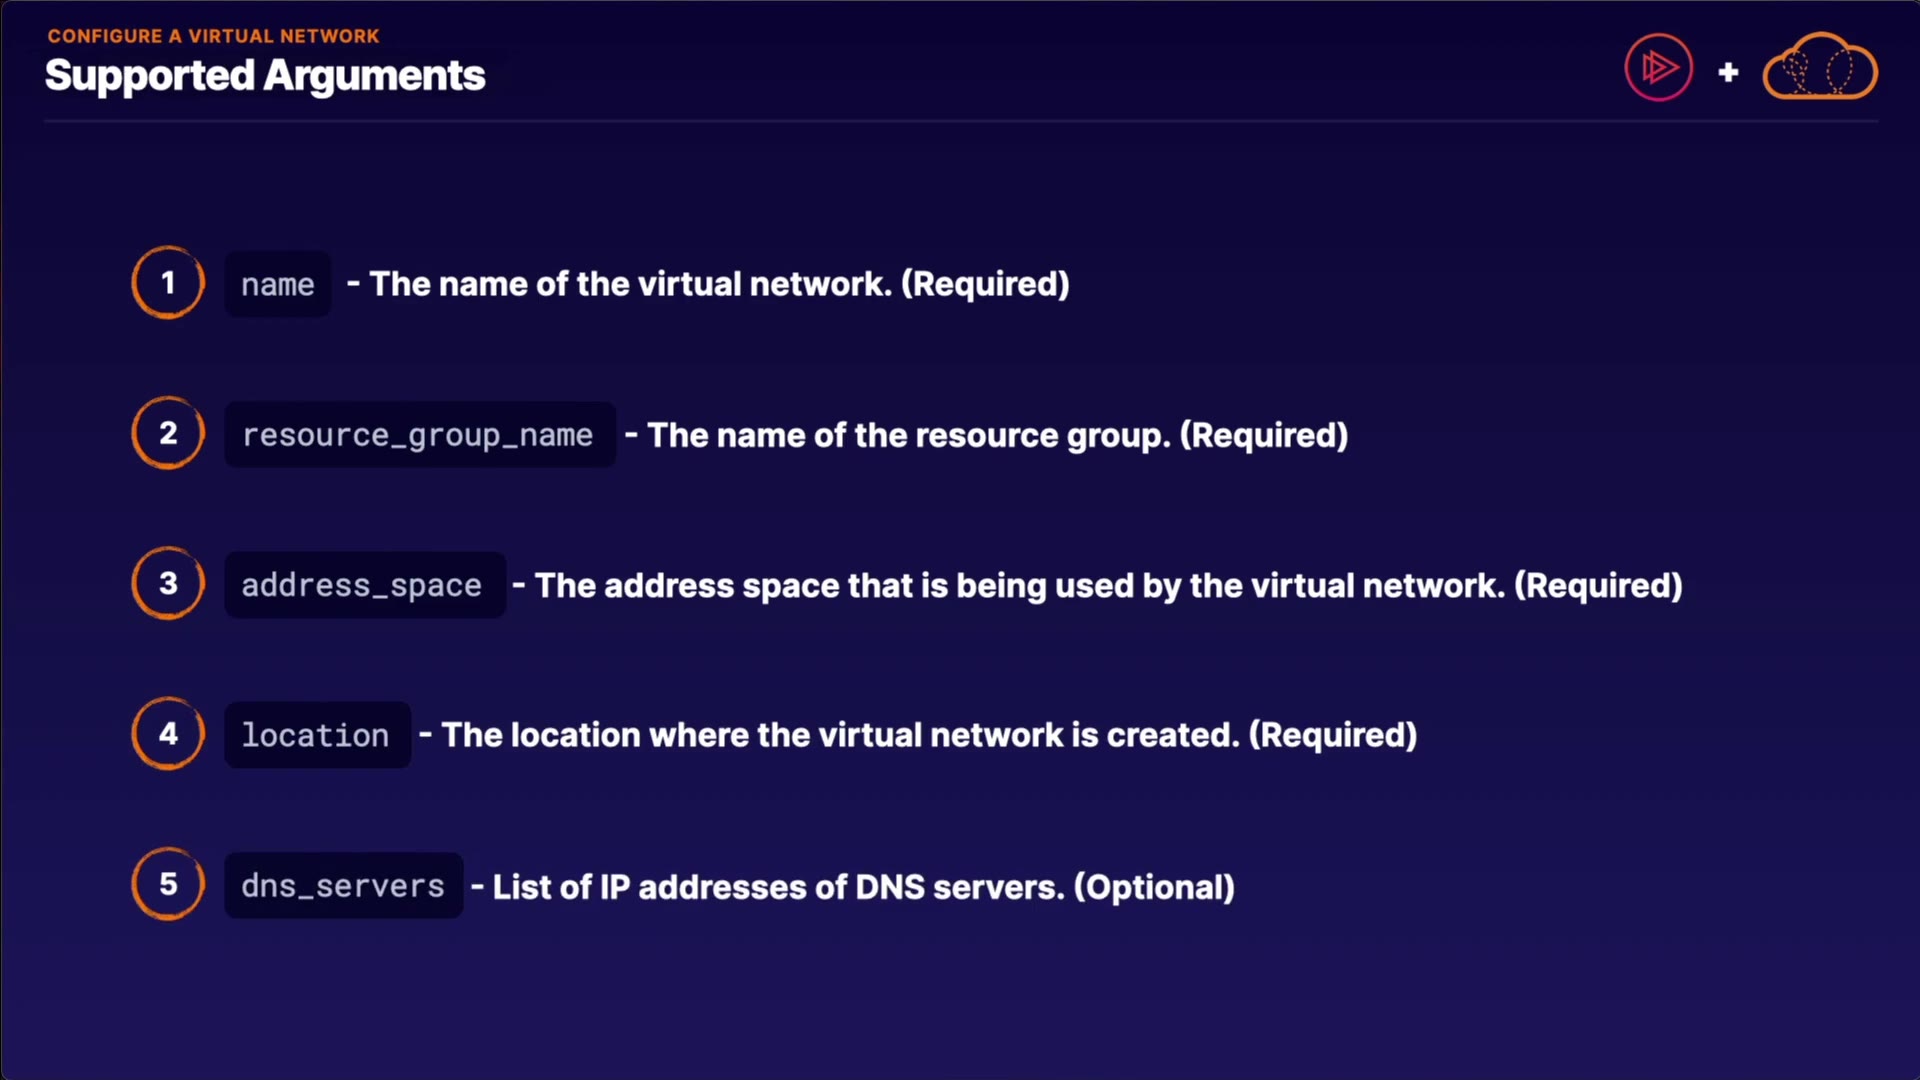 CONFIGURE A VIRTUAL NETWORK
Supported Arguments
+
1 name - The name of the virtual network. (Required)
2 resource_group_name - The name of the resource group. (Required)
3 address_space - The address space that is being used by the virtual network. (Required)
4 location - The location where the virtual network is created. (Required)
5 dns_servers - List of IP addresses of DNS servers. (Optional)